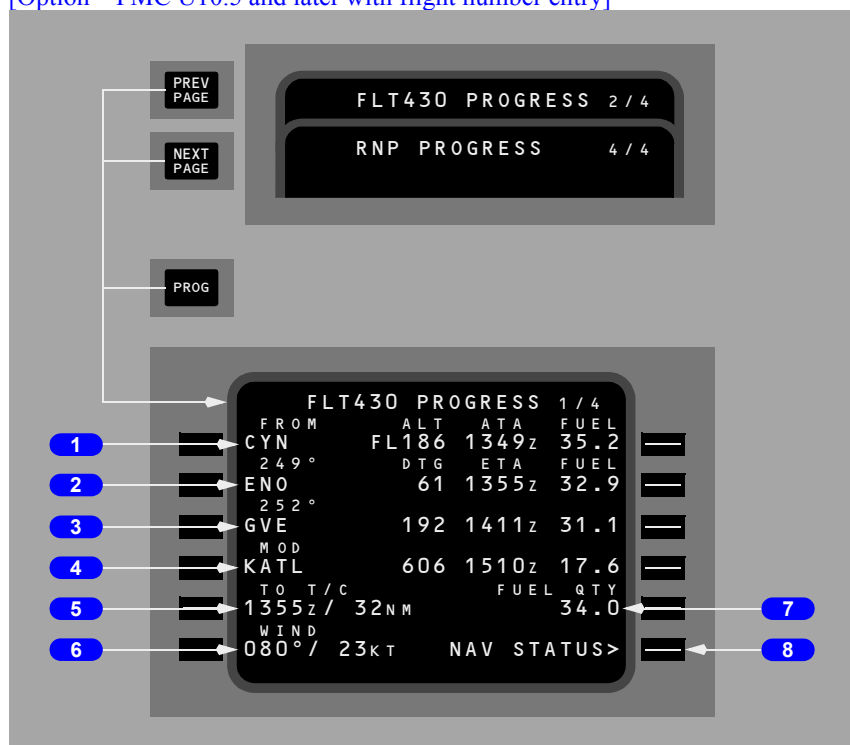 [Option - FMC U10.5 and later with flight number entry]
PREV
PAGE
FLT430 PROGRESS 2/4
NEXT
PAGE
RNP PROGRESS 4/4
PROG
FLT430 PROGRESS 1/4
FROM ALT ATA FUEL
1 CYN FL186 1349z 35.2
249° DTG ETA FUEL
2 ENO 61 1355z 32.9
252°
3 GVE 192 1411z 31.1
MOD
4 KATL 606 1510z 17.6
TO T/C FUEL QTY
5 1355z/ 32NM 34.0 7
WIND
6 080°/ 23KT NAV STATUS> 8